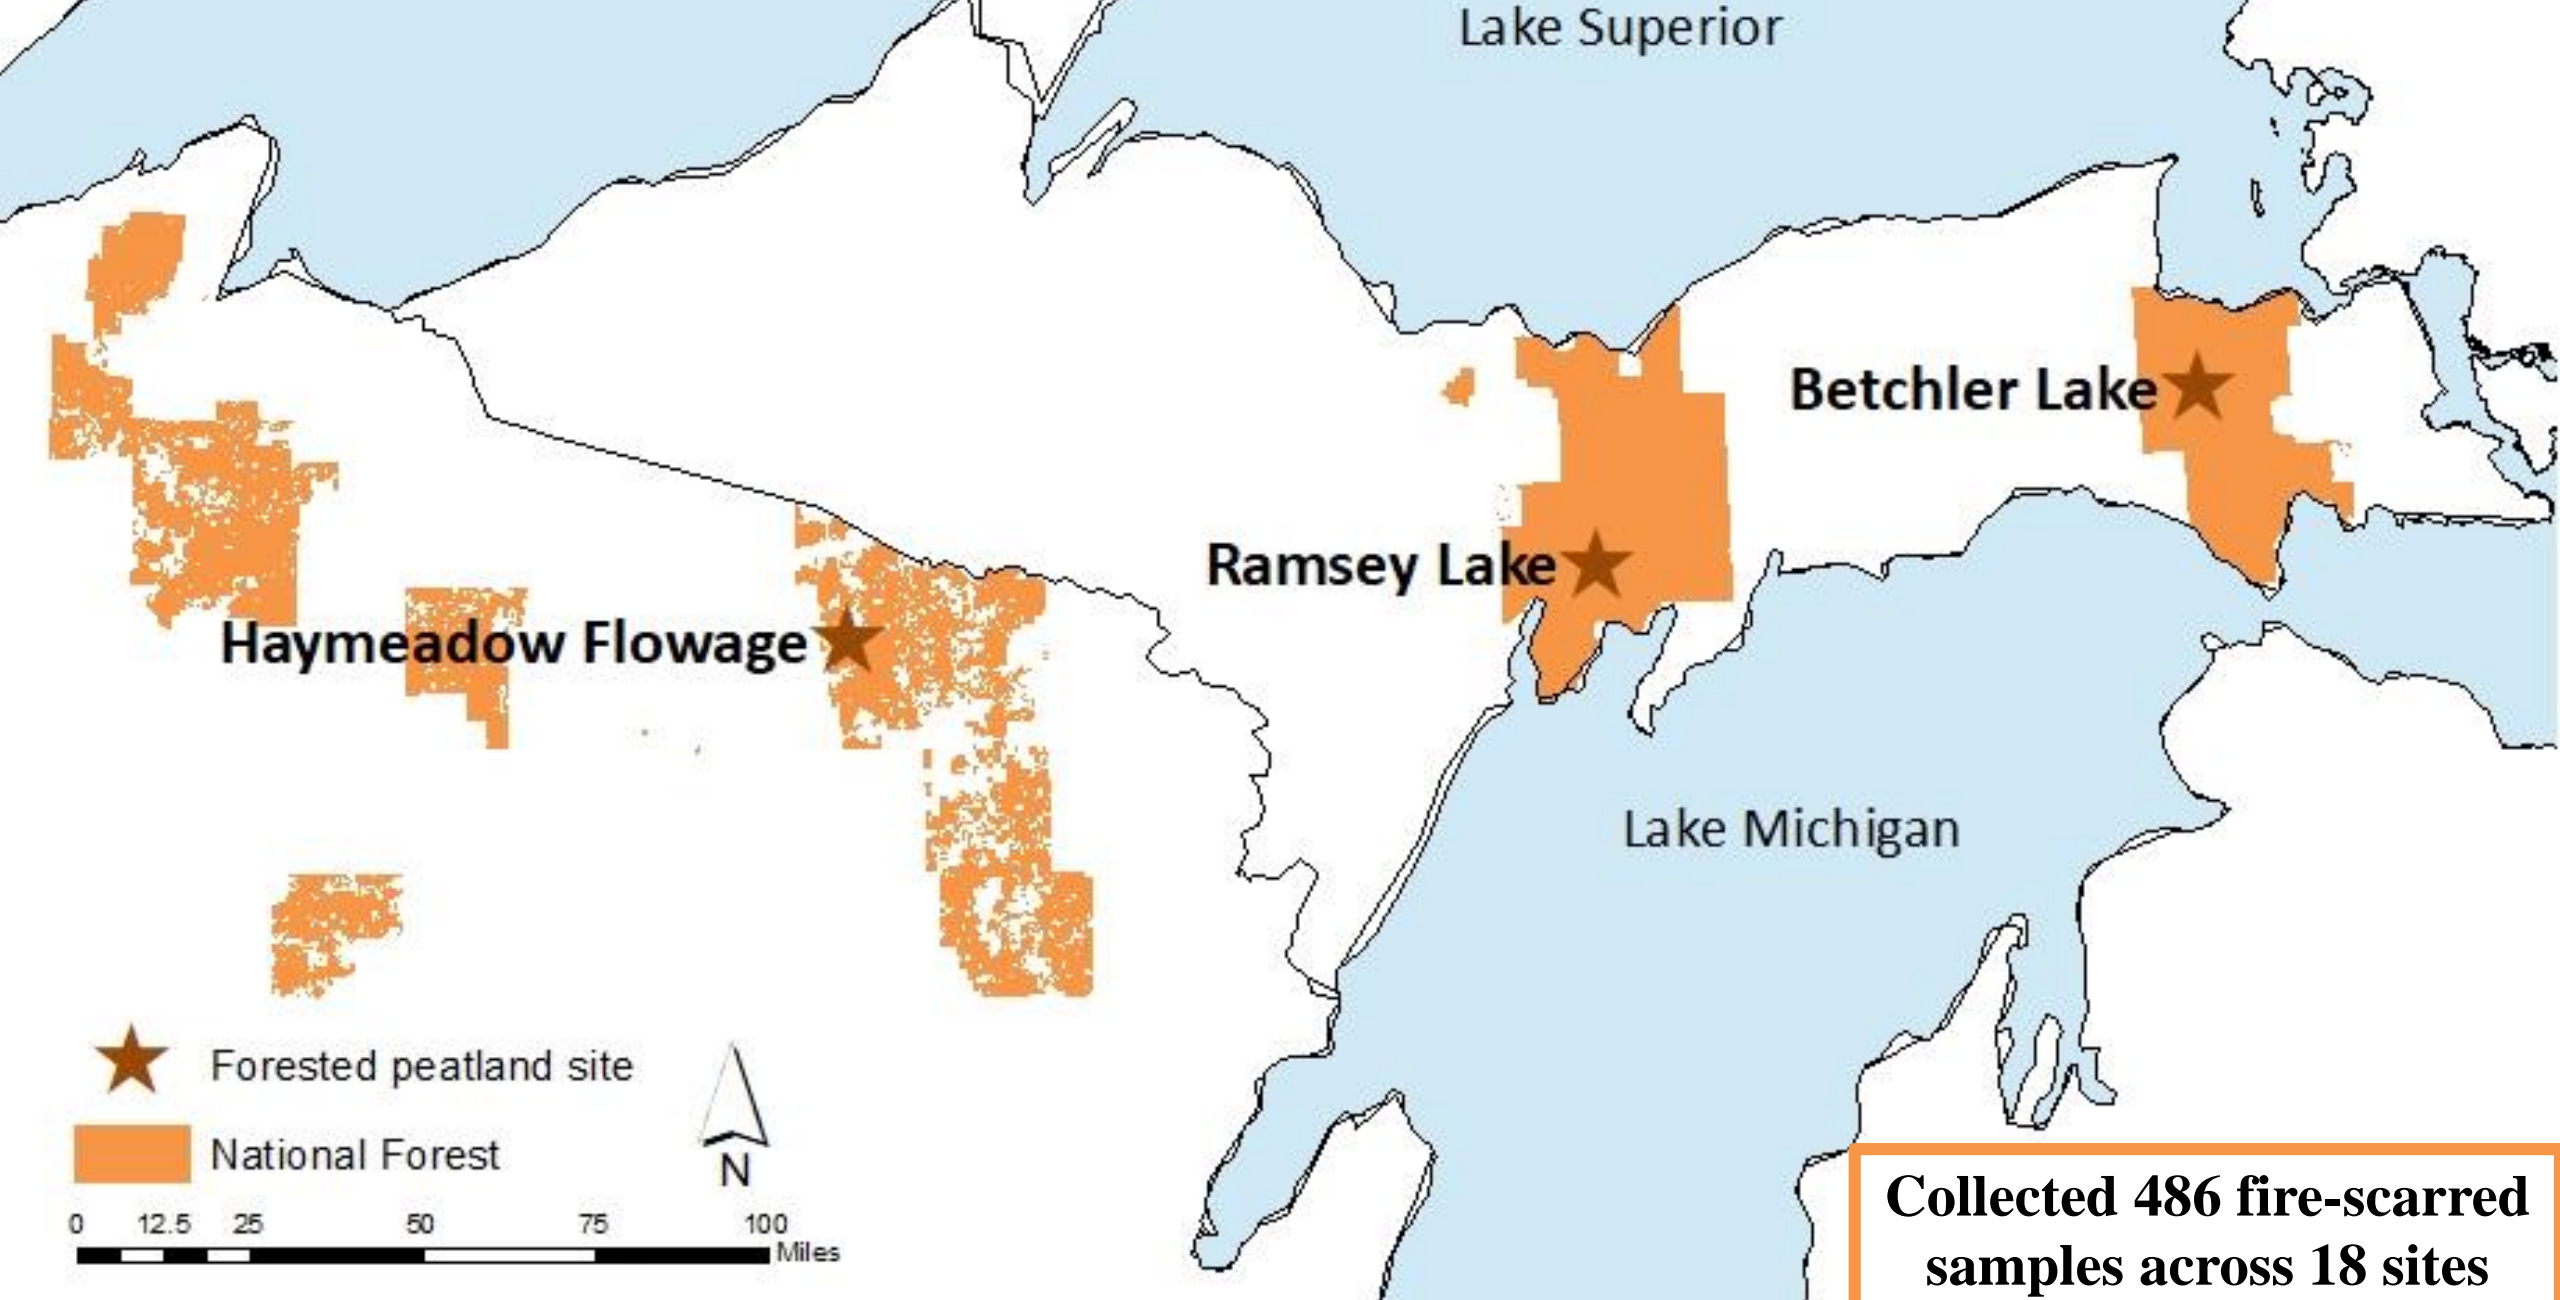 Lake Superior
Betchler Lake
Ramsey Lake
Haymeadow Flowage
Lake Michigan
Forested peatland site
National Forest
N
0 12.5 25 50 75 100
Miles
Collected 486 fire-scarred
samples across 18 sites